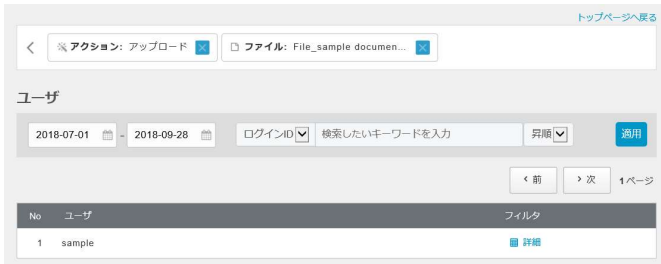 トップページへ戻る
アクション: アップロード
ファイル: File_sample documen...
ユーザ
2018-07-01 - 2018-09-28 ログインID 検索したいキーワードを入力 昇順 適用
前 次 1ページ
No ユーザ フィルタ
1 sample 詳細